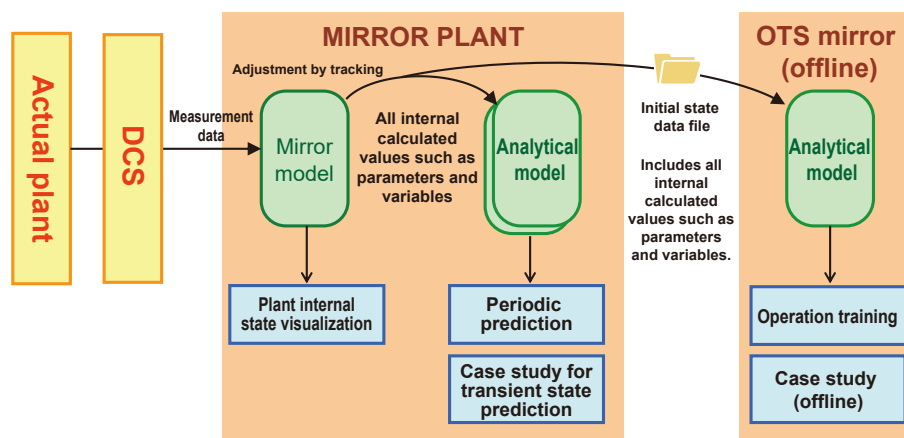 Actual plant
DCS
Measurement
data
MIRROR PLANT
Adjustment by tracking
Mirror
model
All internal
calculated
values such as
parameters and
variables
Analytical
model
Plant internal
state visualization
Periodic
prediction
Case study for
transient state
prediction
Initial state
data file
Includes all
internal
calculated
values such as
parameters
and variables.
OTS mirror
(offline)
Analytical
model
Operation training
Case study
(offline)